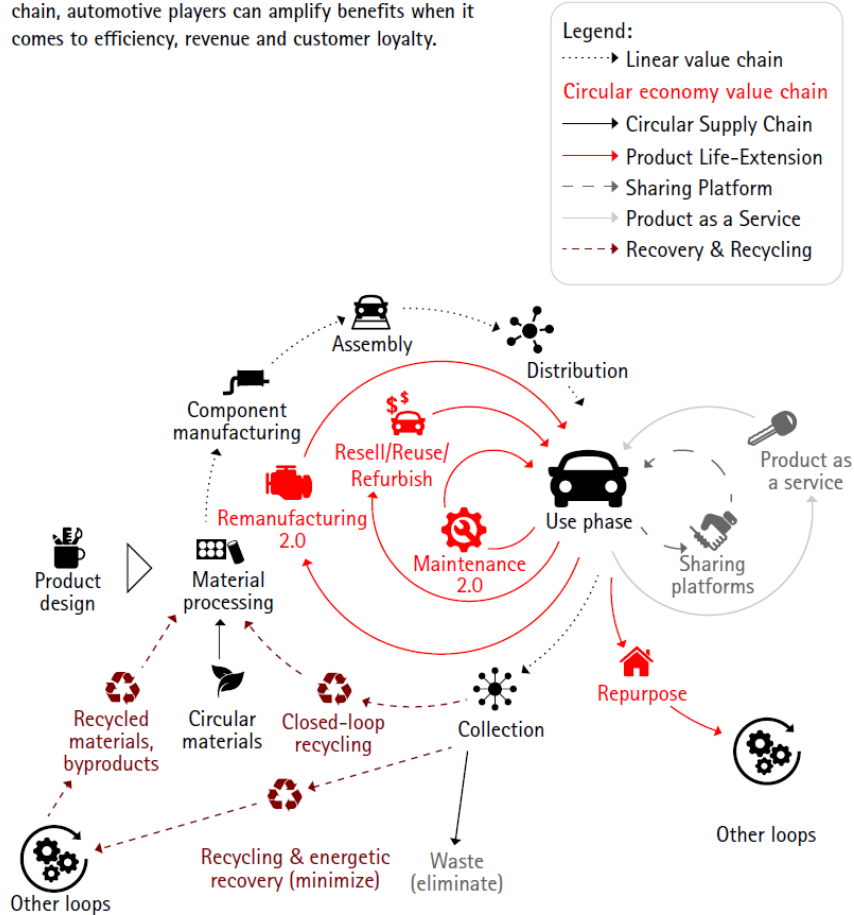 chain, automotive players can amplify benefits when it
comes to efficiency, revenue and customer loyalty.
Legend:
Linear value chain
Circular economy value chain
Circular Supply Chain
Product Life-Extension
Sharing Platform
Product as a Service
Recovery & Recycling
Assembly
Distribution
Component
manufacturing
$$
Resell/Reuse/
Refurbish
Product as
a service
Remanufacturing
2.0
Use phase
Maintenance
2.0
Sharing
platforms
Product
design
Material
processing
Repurpose
Recycled
materials,
byproducts
Circular
materials
Closed-loop
recycling
Collection
Other loops
Recycling & energetic
recovery (minimize)
Waste
(eliminate)
Other loops